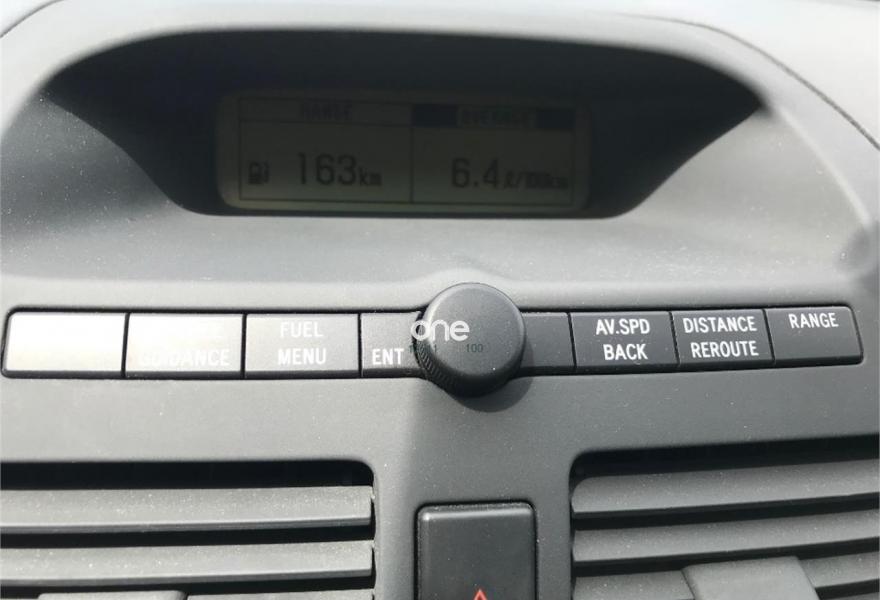 RANGE
AVERAGE
163km
6.4ℓ/100km
GUIDANCE
FUEL
MENU
ENT
one
100
AV.SPD
BACK
DISTANCE
REROUTE
RANGE